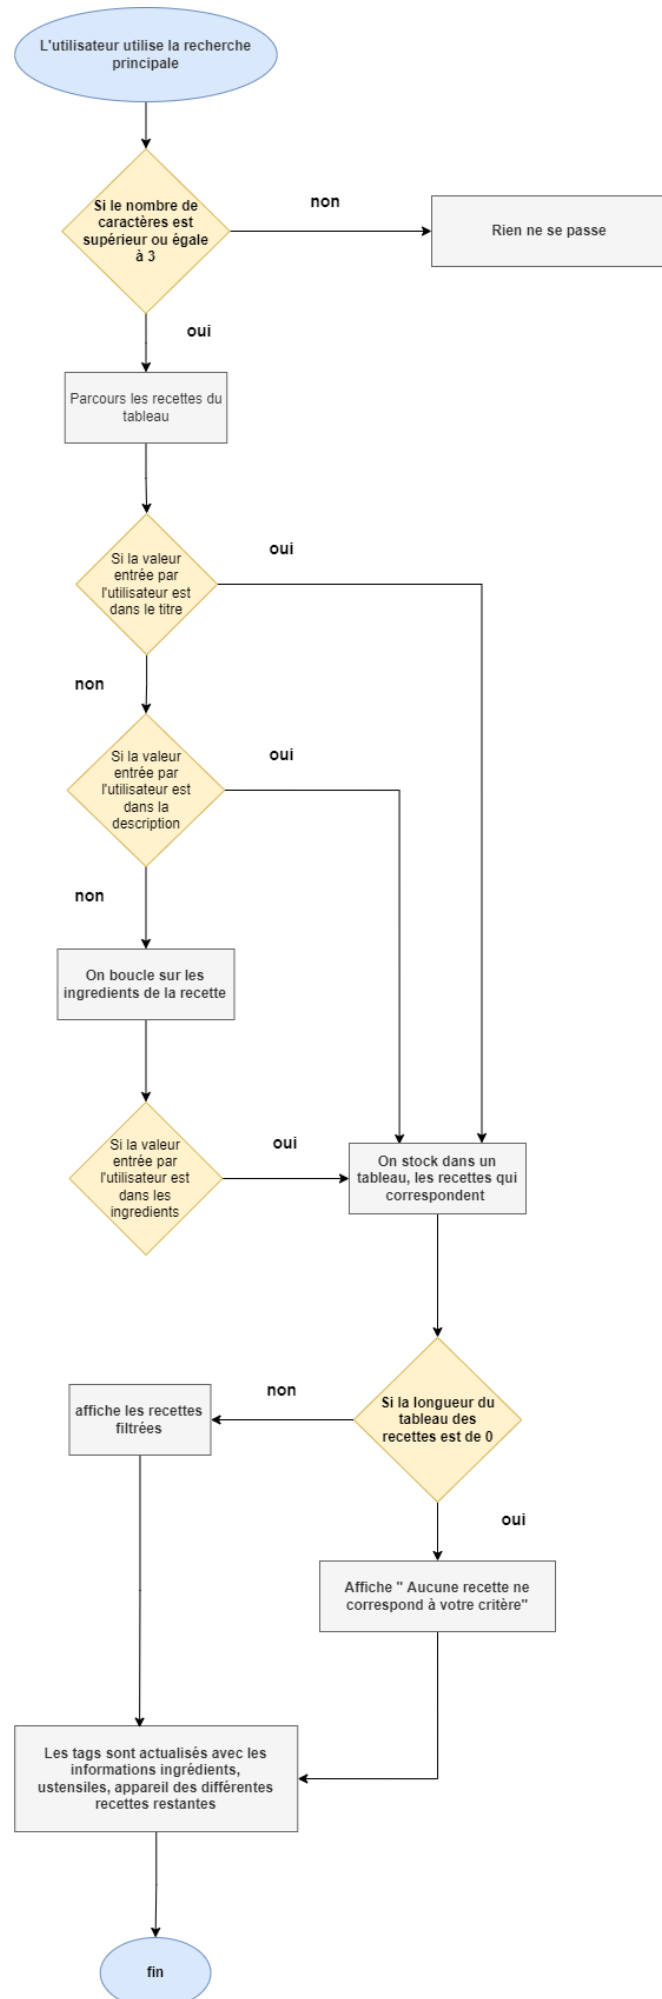 L'utilisateur utilise la recherche
principale
Si le nombre de
caractères est
supérieur ou égale
à 3
non
Rien ne se passe
oui
Parcours les recettes du
tableau
Si la valeur
entrée par
l'utilisateur est
dans le titre
oui
non
Si la valeur
entrée par
l'utilisateur est
dans la
description
oui
non
On boucle sur les
ingredients de la recette
Si la valeur
entrée par
l'utilisateur est
dans les
ingredients
oui
On stock dans un
tableau, les recettes qui
correspondent
Si la longueur du
tableau des
recettes est de 0
non
affiche les recettes
filtrées
oui
Affiche " Aucune recette ne
correspond à votre critère"
Les tags sont actualisés avec les
informations ingrédients,
ustensiles, appareil des différentes
recettes restantes
fin